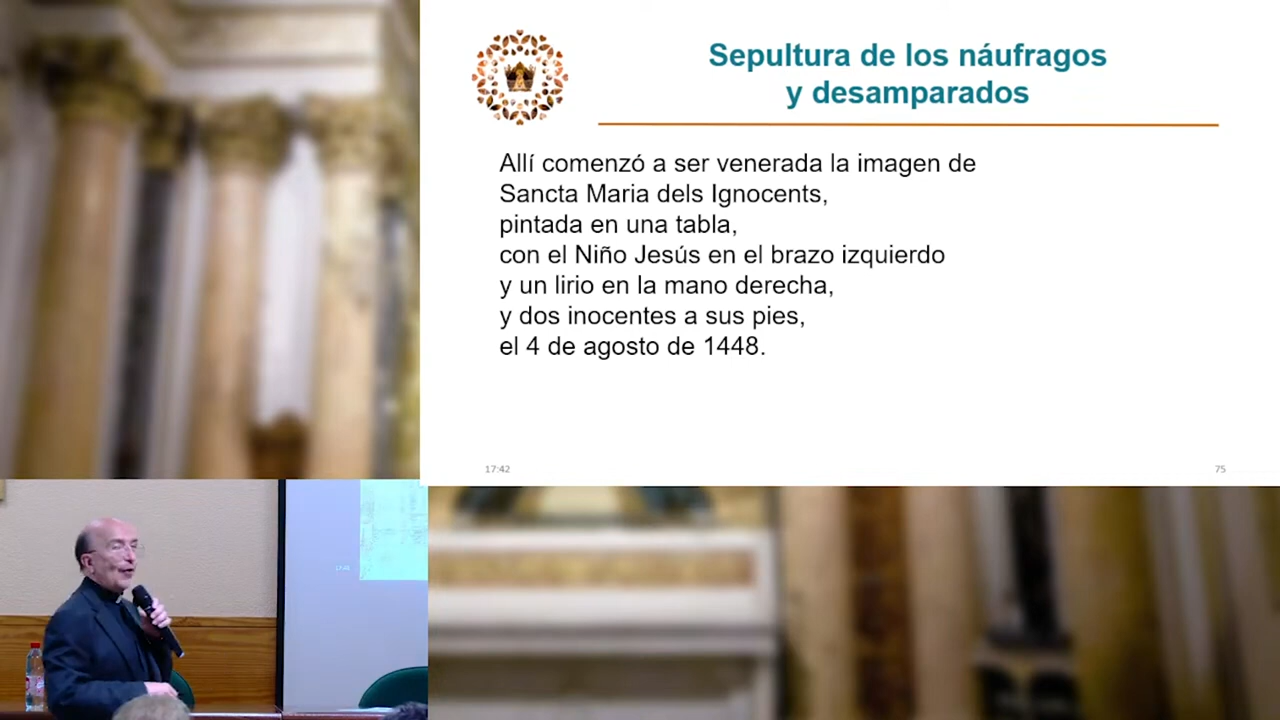 Sepultura de los náufragos
y desamparados
Allí comenzó a ser venerada la imagen de
Sancta Maria dels Ignocents,
pintada en una tabla,
con el Niño Jesús en el brazo izquierdo
y un lirio en la mano derecha,
y dos inocentes a sus pies,
el 4 de agosto de 1448.
17:42
75